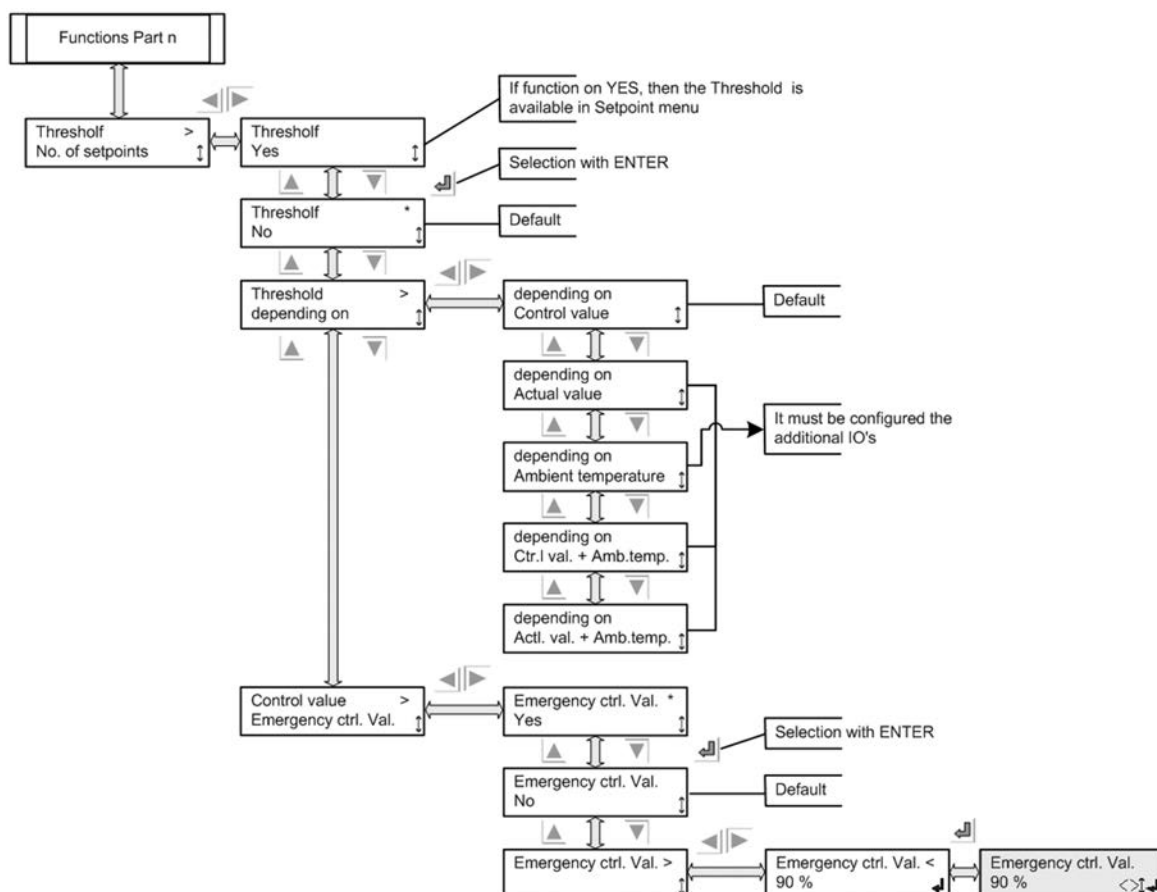 Functions Part n
If function on YES, then the Threshold is
available in Setpoint menu
Thresholf >
No. of setpoints
Thresholf
Yes
Selection with ENTER
Thresholf *
No
Default
Threshold >
depending on
depending on
Control value
Default
depending on
Actual value
It must be configured the
additional IO's
depending on
Ambient temperature
depending on
Ctr.l val. + Amb.temp.
depending on
Actl. val. + Amb.temp.
Control value >
Emergency ctrl. Val.
Emergency ctrl. Val. *
Yes
Selection with ENTER
Emergency ctrl. Val.
No
Default
Emergency ctrl. Val. >
Emergency ctrl. Val. <
90 %
Emergency ctrl. Val.
90 % <>